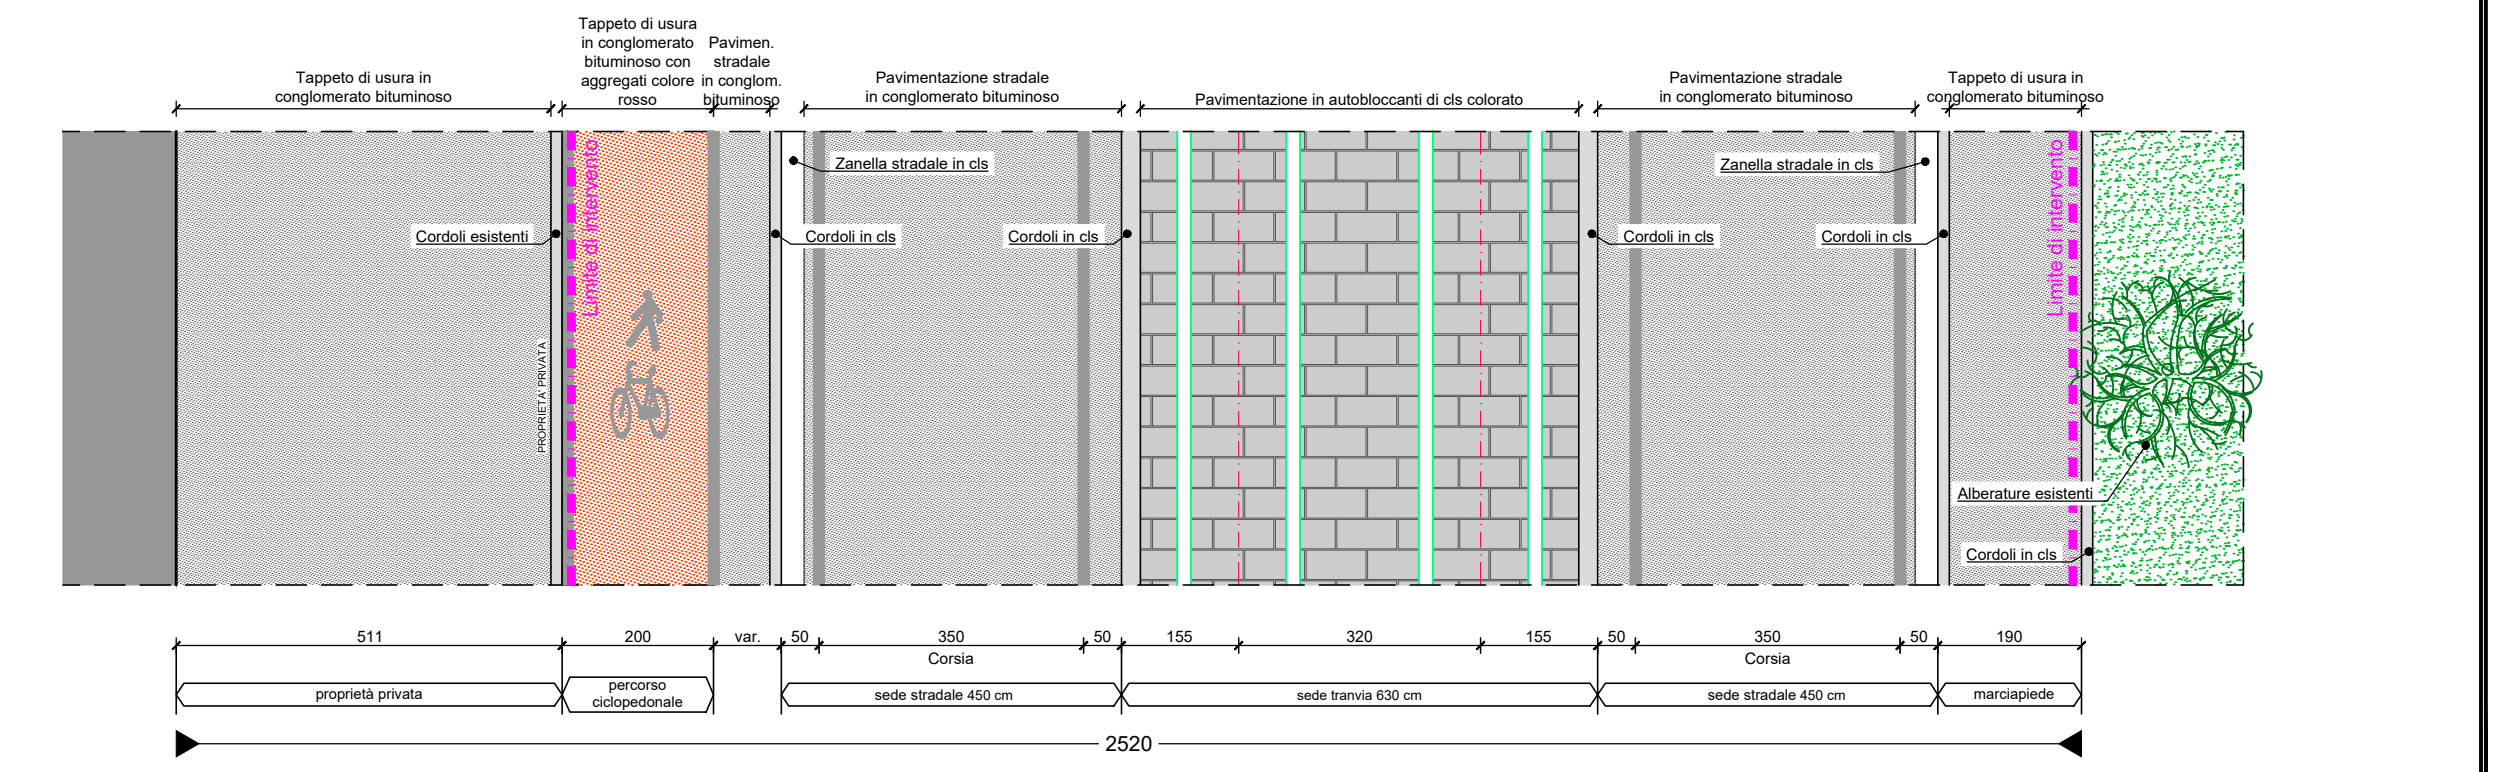 Tappeto di usura in
conglomerato bituminoso
Tappeto di usura
in conglomerato
bituminoso con
aggregati colore
rosso
Pavimen.
stradale
in conglom.
bituminoso
Pavimentazione stradale
in conglomerato bituminoso
Pavimentazione in autobloccanti di cls colorato
Pavimentazione stradale
in conglomerato bituminoso
Tappeto di usura in
conglomerato bituminoso
Limite di intervento
Zanella stradale in cls
Zanella stradale in cls
Limite di intervento
Cordoli esistenti
Cordoli in cls
Cordoli in cls
Cordoli in cls
Cordoli in cls
PROPRIETA' PRIVATA
Alberature esistenti
Cordoli in cls
511
200
var.
50
350
50
155
320
155
50
350
50
190
Corsia
Corsia
proprietà privata
percorso
ciclopedonale
sede stradale 450 cm
sede tranvia 630 cm
sede stradale 450 cm
marciapiede
2520